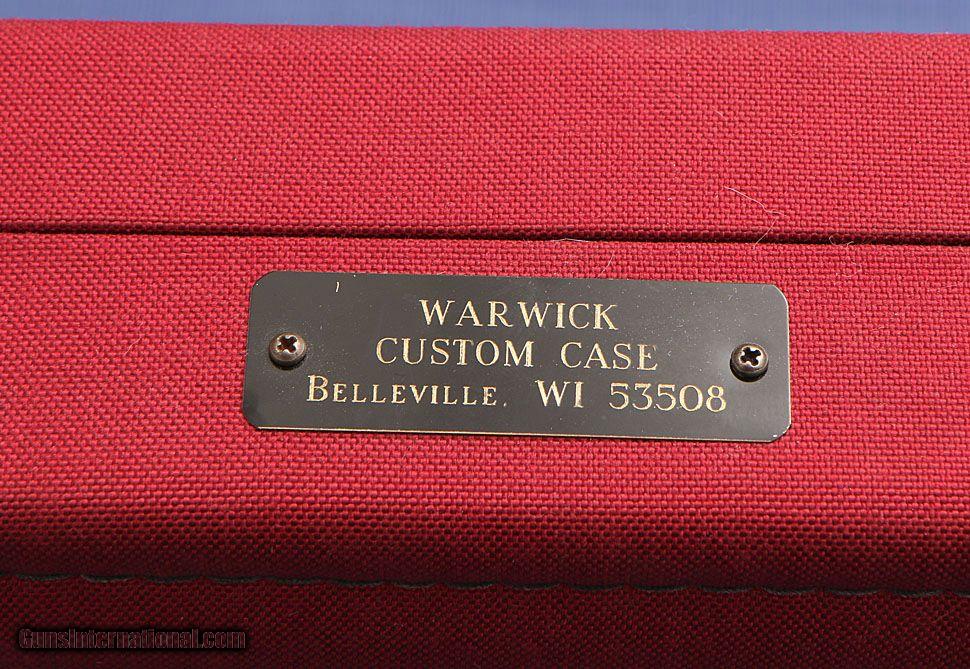 WARWICK
CUSTOM CASE
BELLEVILLE, WI 53508
GunsInternational.com